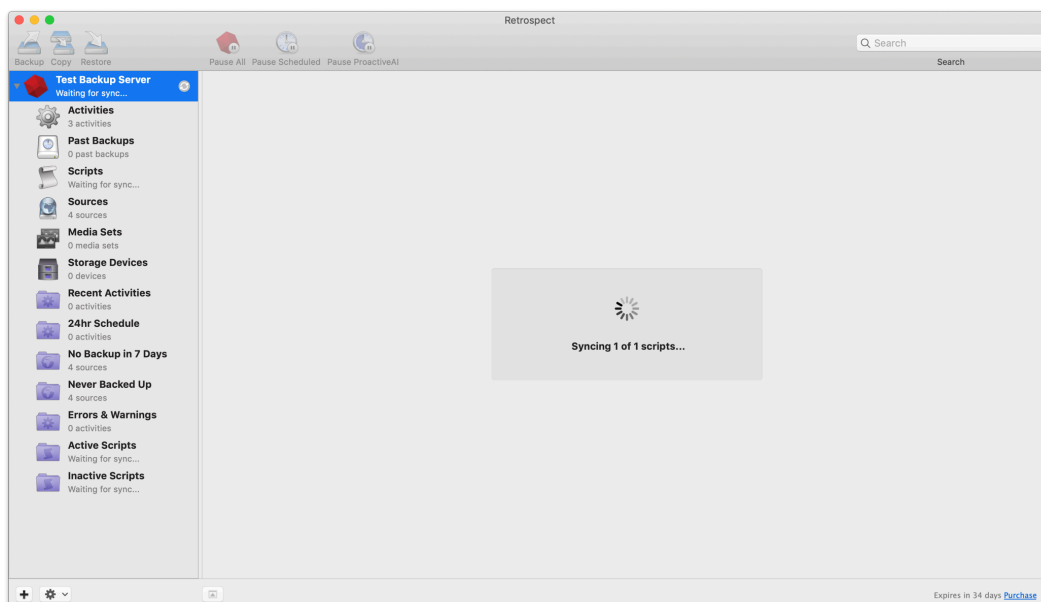 Retrospect
Backup Copy Restore
Pause All Pause Scheduled Pause ProactiveAI
Search
Search
Test Backup Server
Waiting for sync...
Activities
3 activities
Past Backups
0 past backups
Scripts
Waiting for sync...
Sources
4 sources
Media Sets
0 media sets
Storage Devices
0 devices
Recent Activities
0 activities
24hr Schedule
0 activities
No Backup in 7 Days
4 sources
Never Backed Up
4 sources
Errors & Warnings
0 activities
Active Scripts
Waiting for sync...
Inactive Scripts
Waiting for sync...
Syncing 1 of 1 scripts...
Expires in 34 days Purchase